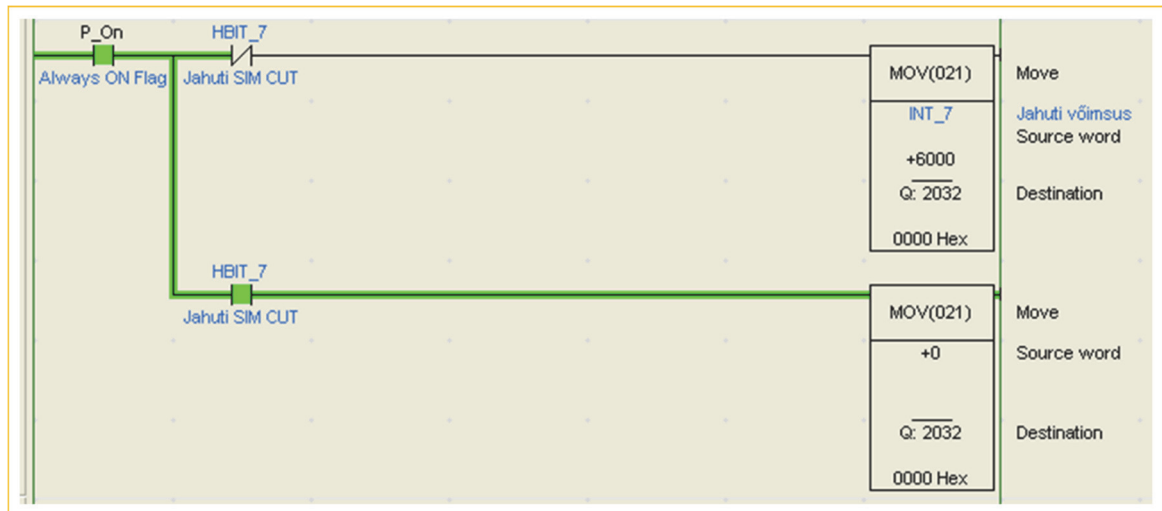 P_On
HBIT_7
Always ON Flag
Jahuti SIM CUT
MOV(021)
Move
INT_7
Jahuti võimsus
Source word
+6000
Q: 2032
Destination
0000 Hex
HBIT_7
Jahuti SIM CUT
MOV(021)
Move
+0
Source word
Q: 2032
Destination
0000 Hex